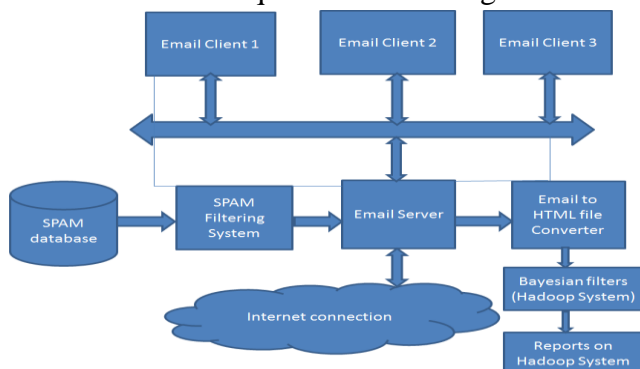 Email Client 1
Email Client 2
Email Client 3
SPAM
database
SPAM
Filtering
System
Email Server
Email to
HTML file
Converter
Internet connection
Bayesian filters
(Hadoop System)
Reports on
Hadoop System